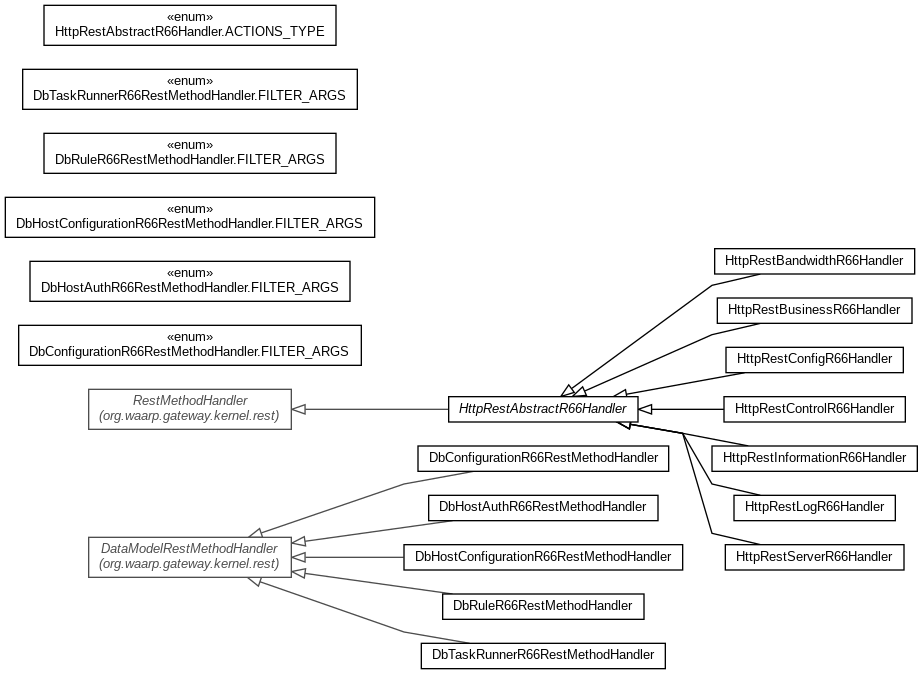 «enum»
HttpRestAbstractR66Handler.ACTIONS_TYPE
«enum»
DbTaskRunnerR66RestMethodHandler.FILTER_ARGS
«enum»
DbRuleR66RestMethodHandler.FILTER_ARGS
«enum»
DbHostConfigurationR66RestMethodHandler.FILTER_ARGS
«enum»
DbHostAuthR66RestMethodHandler.FILTER_ARGS
«enum»
DbConfigurationR66RestMethodHandler.FILTER_ARGS
RestMethodHandler
(org.waarp.gateway.kernel.rest)
DataModelRestMethodHandler
(org.waarp.gateway.kernel.rest)
HttpRestAbstractR66Handler
DbConfigurationR66RestMethodHandler
DbHostAuthR66RestMethodHandler
DbHostConfigurationR66RestMethodHandler
DbRuleR66RestMethodHandler
DbTaskRunnerR66RestMethodHandler
HttpRestBandwidthR66Handler
HttpRestBusinessR66Handler
HttpRestConfigR66Handler
HttpRestControlR66Handler
HttpRestInformationR66Handler
HttpRestLogR66Handler
HttpRestServerR66Handler